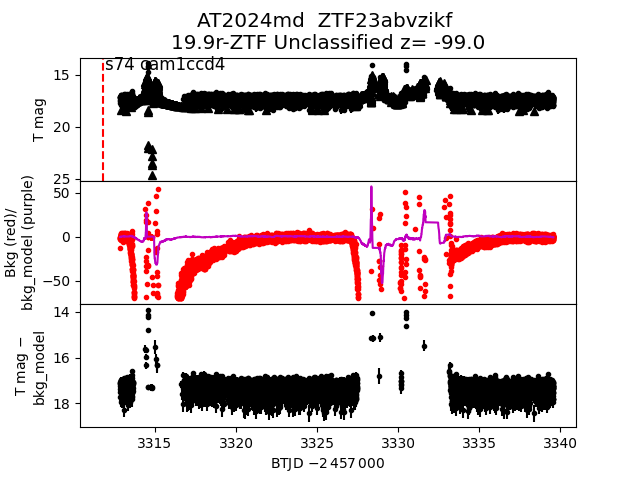 AT2024md  ZTF23abvzikf
19.9r-ZTF Unclassified z= -99.0
s74 cam1ccd4
15
20
25
T mag
50
0
−50
Bkg (red)/
bkg_model (purple)
14
16
18
T mag −
bkg_model
3315
3320
3325
3330
3335
3340
BTJD −2 457 000